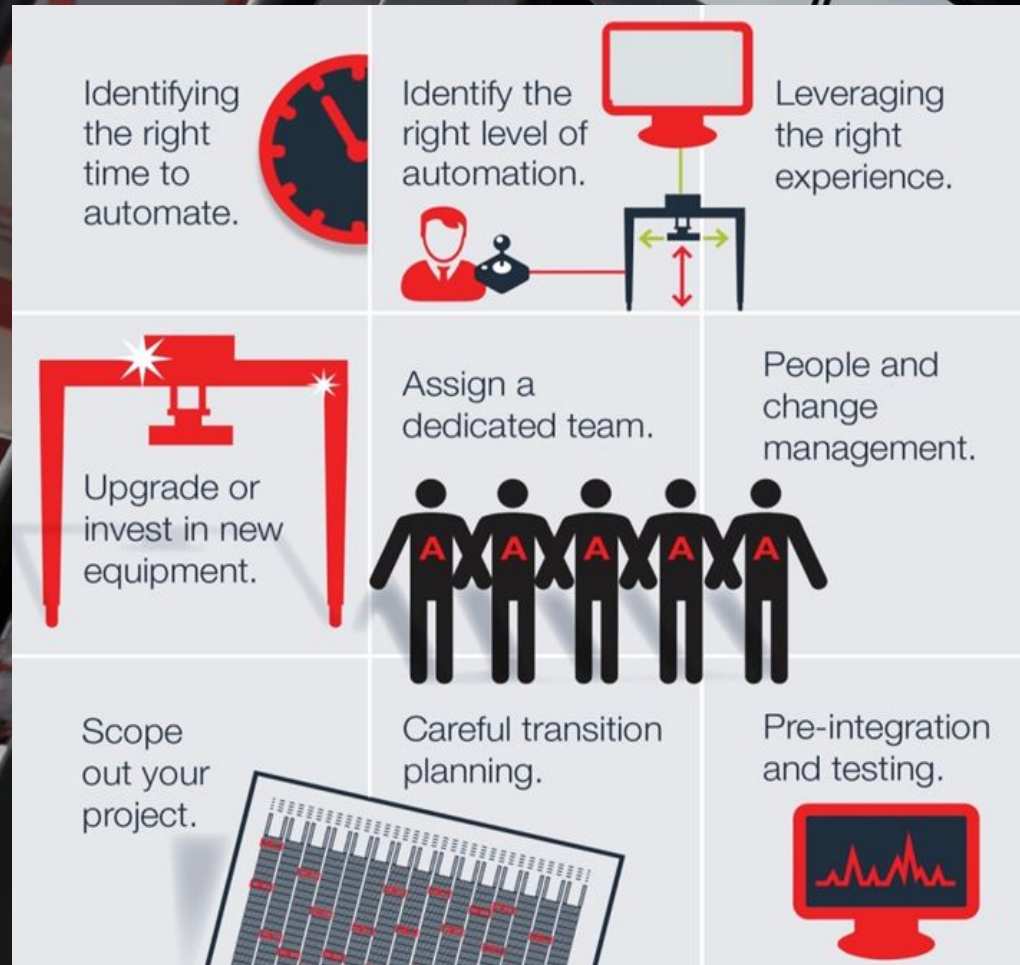 Identifying
the right
time to
automate.
Identify the
right level of
automation.
Leveraging
the right
experience.
Upgrade or
invest in new
equipment.
Assign a
dedicated team.
A A A A A
People and
change
management.
Scope
out your
project.
Careful transition
planning.
Pre-integration
and testing.